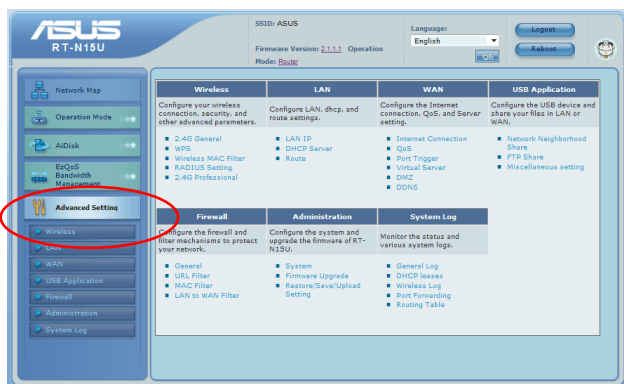 ASUS
RT-N15U
SSID: ASUS
Firmware Version: 2.1.1.1 Operation
Mode: Router
Language:
English
OK
Logout
Reboot
Network Map
Operation Mode
AiDisk
EzQoS
Bandwidth
Management
Advanced Setting
Wireless
LAN
WAN
USB Application
Firewall
Administration
System Log
Wireless
Configure your wireless
connection, security, and
other advanced parameters.
2.4G General
WPS
Wireless MAC Filter
RADIUS Setting
2.4G Professional
LAN
Configure LAN, dhcp, and
route settings.
LAN IP
DHCP Server
Route
WAN
Configure the Internet
connection, QoS, and Server
setting.
Internet Connection
QoS
Port Trigger
Virtual Server
DMZ
DDNS
USB Application
Configure the USB device and
share your files in LAN or
WAN.
Network Neighborhood
Share
FTP Share
Miscellaneous setting
Firewall
Configure the firewall and
filter mechanisms to protect
your network.
General
URL Filter
MAC Filter
LAN to WAN Filter
Administration
Configure the system and
upgrade the firmware of RT-
N15U.
System
Firmware Upgrade
Restore/Save/Upload
Setting
System Log
Monitor the status and
various system logs.
General Log
DHCP leases
Wireless Log
Port Forwarding
Routing Table